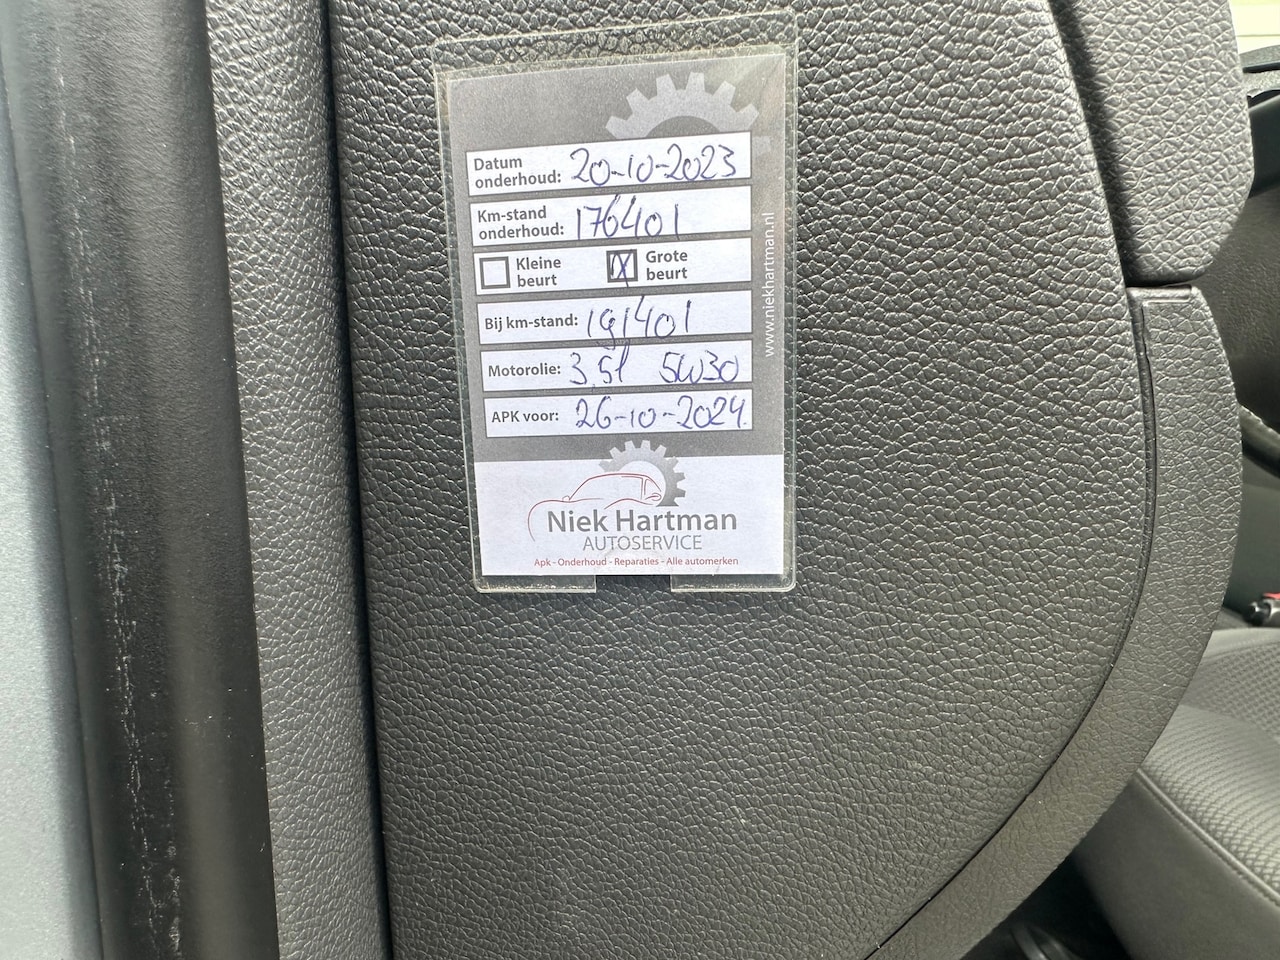 Datum onderhoud: 20-10-2023
Km-stand onderhoud: 176401
Kleine beurt
Grote beurt
Bij km-stand: 191401
Motorolie: 3,5l 5W30
APK voor: 26-10-2024.
www.niekhartman.nl
Niek Hartman
AUTOSERVICE
Apk - Onderhoud - Reparaties - Alle automerken